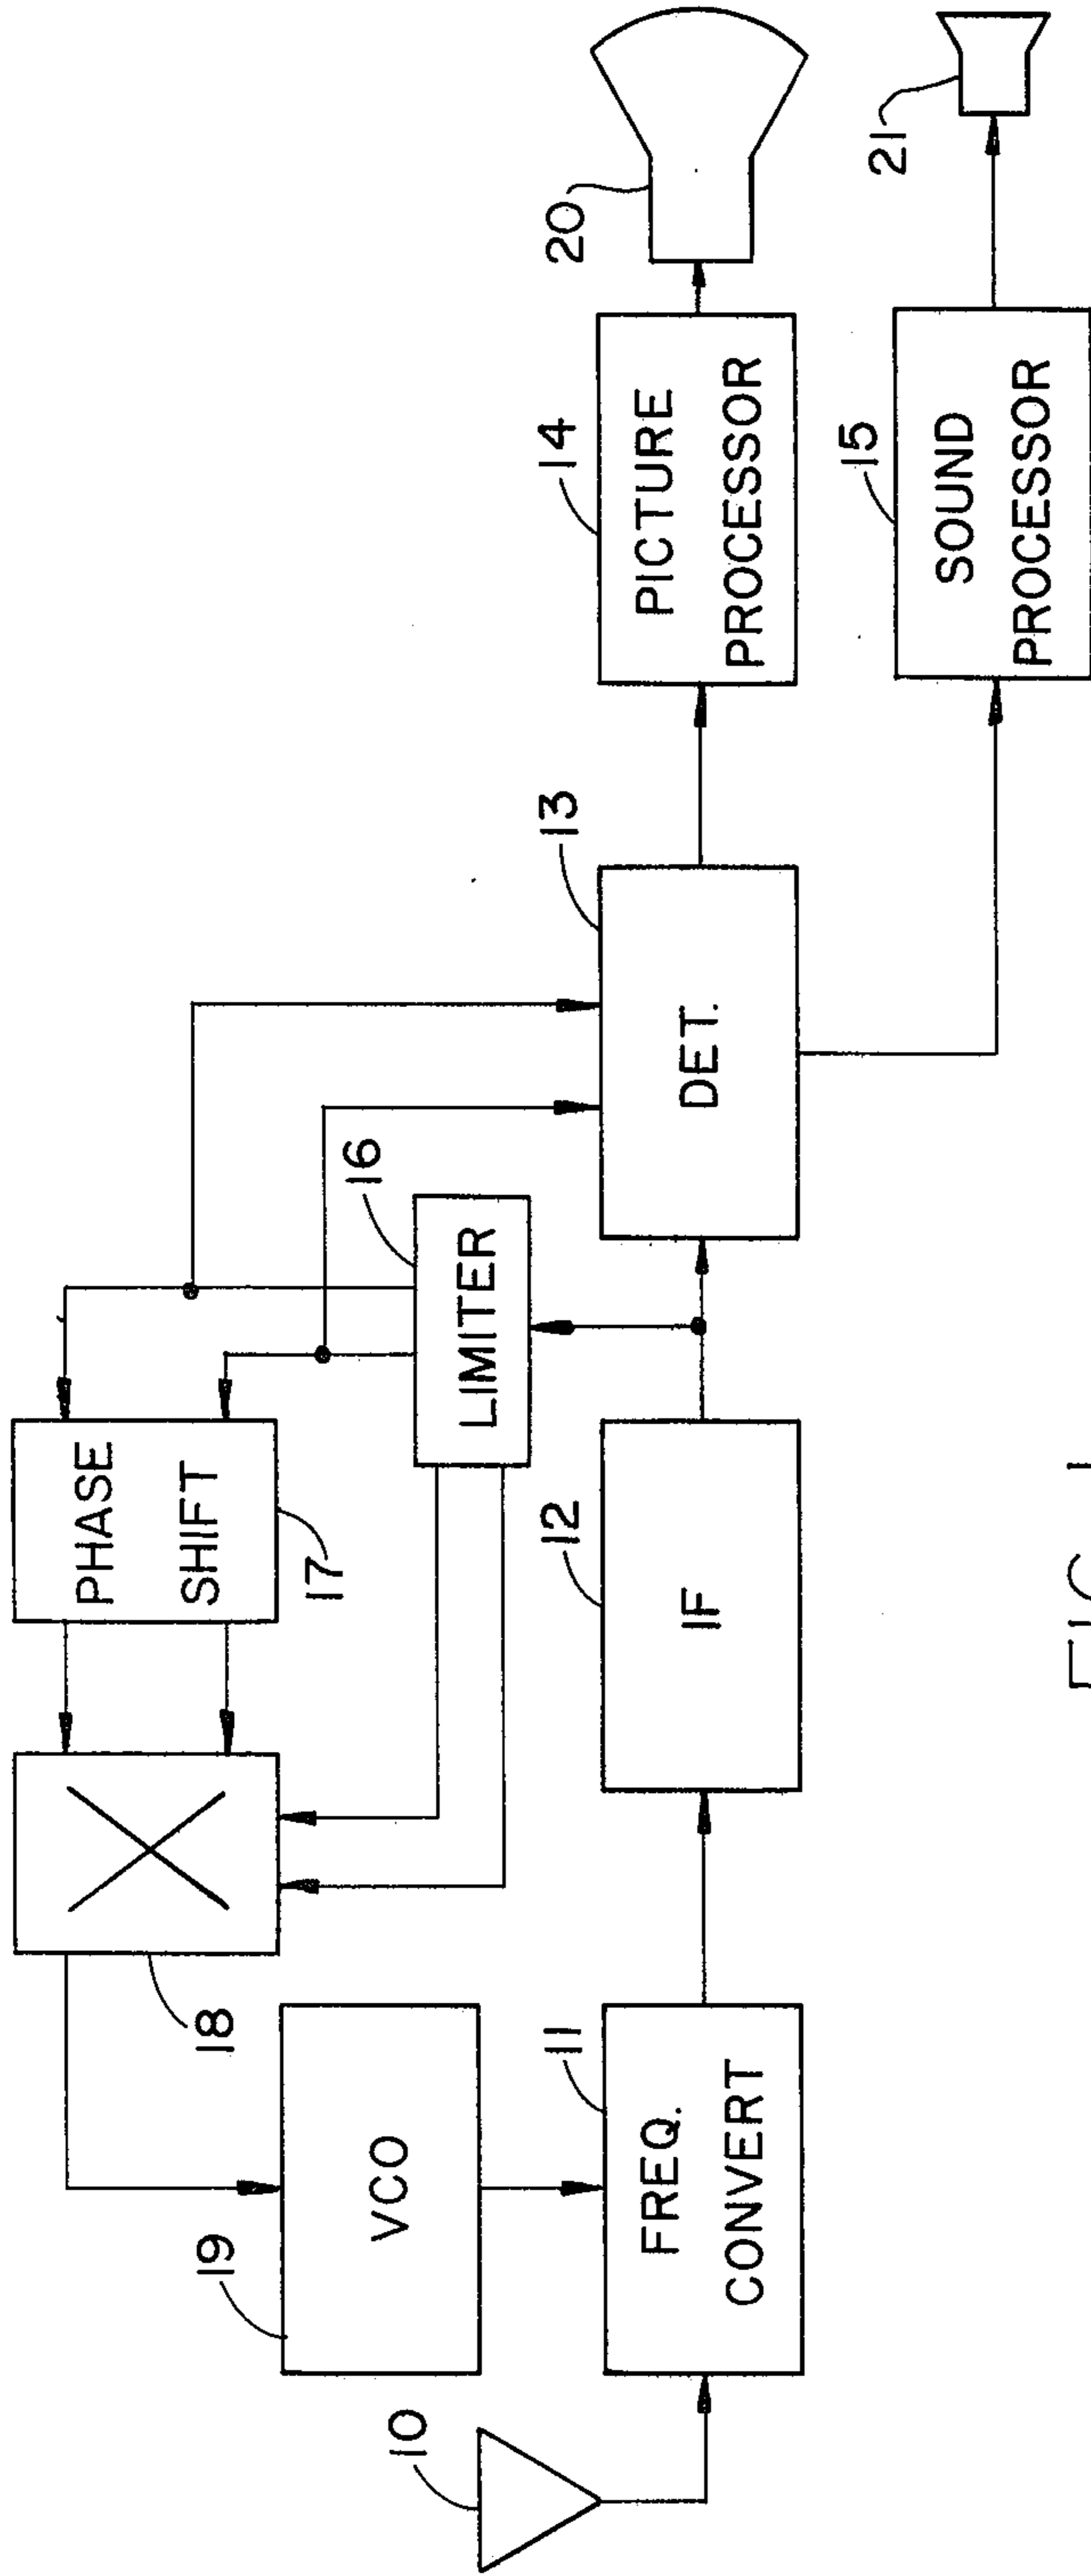 10
19
VCO
18
PHASE
SHIFT
17
16
LIMITER
11
FREQ.
CONVERT
12
IF
13
DET.
14
PICTURE
PROCESSOR
20
15
SOUND
PROCESSOR
21